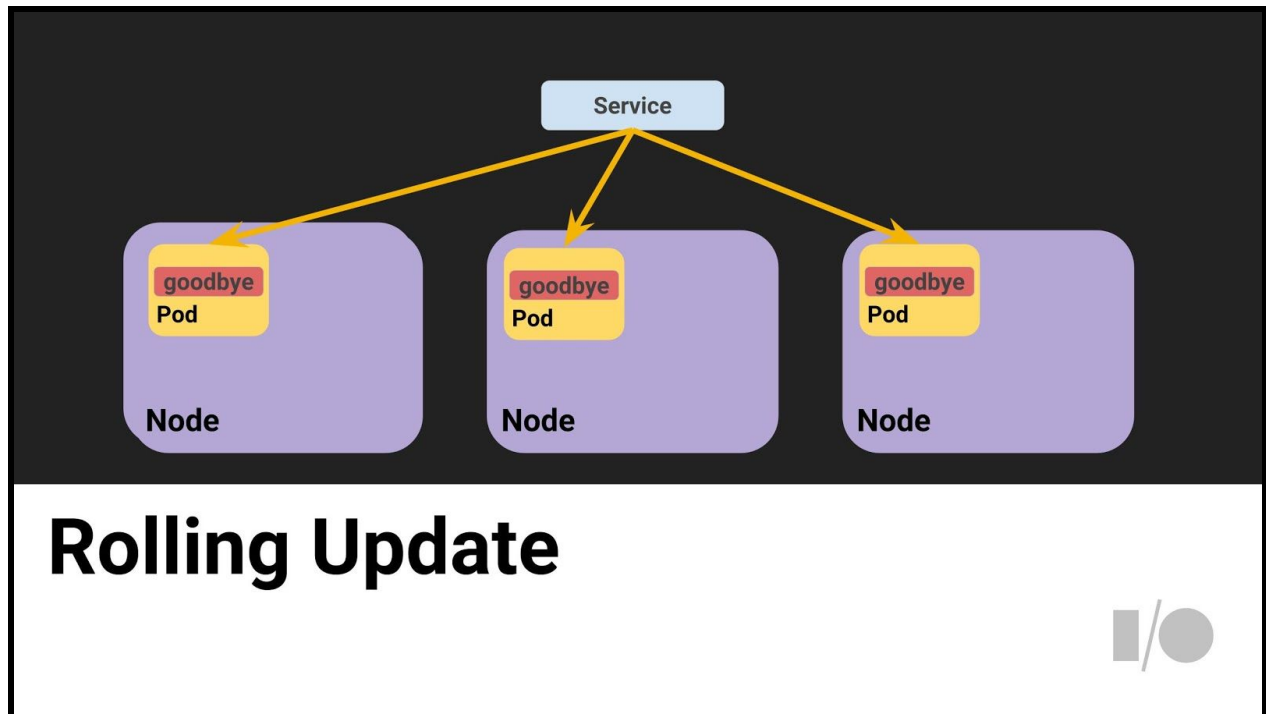 Service
goodbye
Pod
Node
goodbye
Pod
Node
goodbye
Pod
Node
Rolling Update
I/O